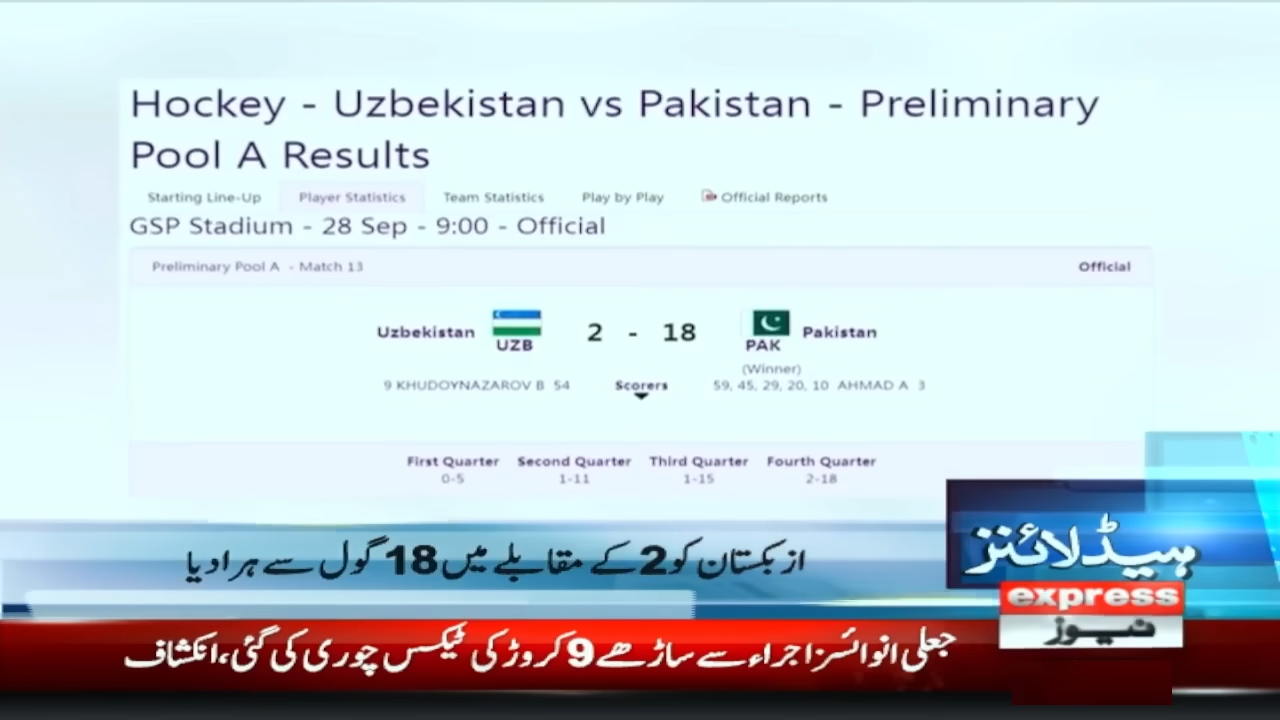 Hockey - Uzbekistan vs Pakistan - Preliminary
Pool A Results
Starting Line-Up Player Statistics Team Statistics Play by Play Official Reports
GSP Stadium - 28 Sep - 9:00 - Official
Preliminary Pool A - Match 13 Official
Uzbekistan UZB 2 - 18 PAK Pakistan
(Winner)
9 KHUDOYNAZAROV B 54 Scorers 59, 45, 29, 20, 10 AHMAD A 3
First Quarter Second Quarter Third Quarter Fourth Quarter
0-5 1-11 1-15 2-18
ازبکستان کو 2 کے مقابلے میں 18 گول سے ہرا دیا
ہیڈلائنز
express
نیوز
جعلی انوائسز اجراء سے ساڑھے 9 کروڑ کی ٹیکس چوری کی گئی، انکشاف